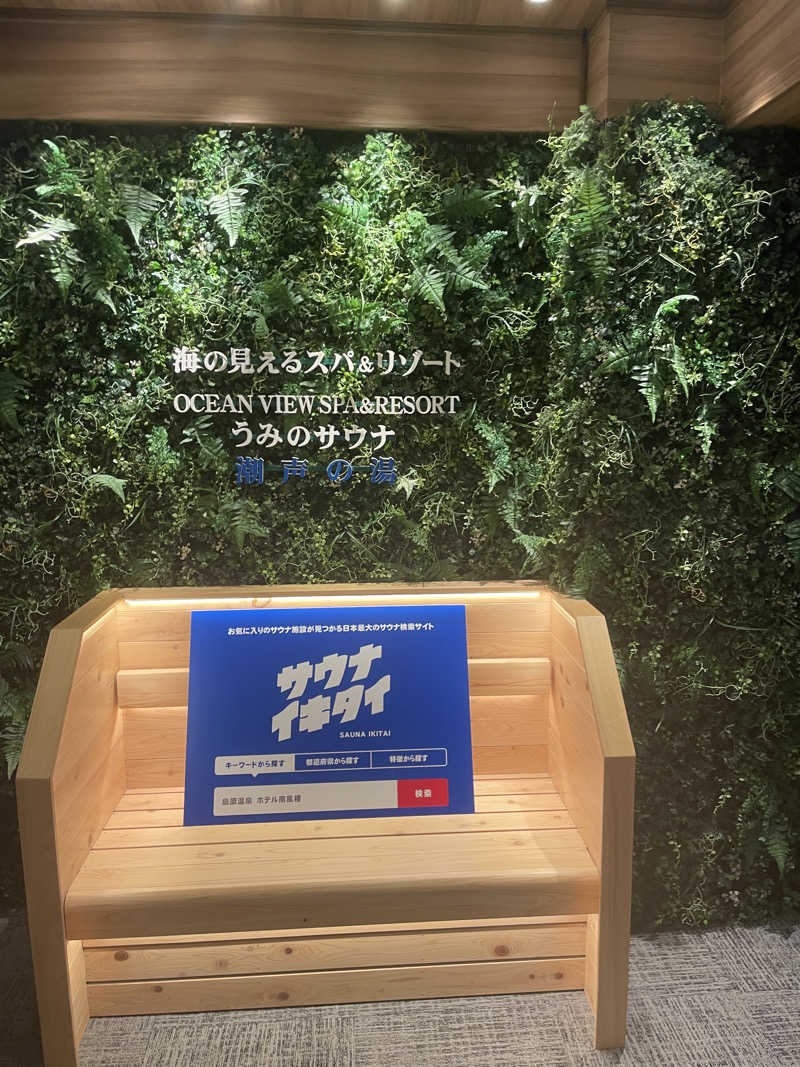 海の見えるスパ&リゾート
OCEAN VIEW SPA&RESORT
うみのサウナ
潮声の湯
お気に入りのサウナ施設が見つかる日本最大のサウナ検索サイト
サウナ
イキタイ
SAUNA IKITAI
キーワードから探す 都道府県から探す 特徴から探す
底原温泉 ホテル南風楼 検索